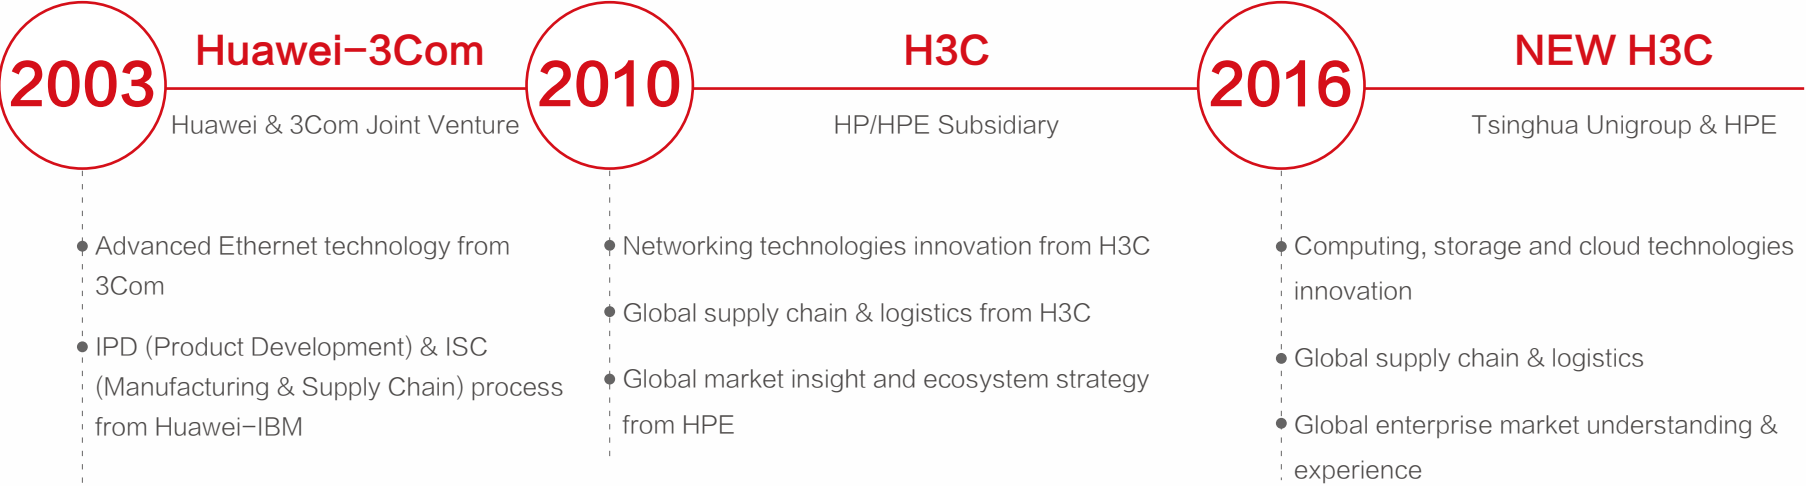 2003
Huawei-3Com
Huawei & 3Com Joint Venture
Advanced Ethernet technology from
3Com
IPD (Product Development) & ISC
(Manufacturing & Supply Chain) process
from Huawei-IBM
2010
H3C
HP/HPE Subsidiary
Networking technologies innovation from H3C
Global supply chain & logistics from H3C
Global market insight and ecosystem strategy
from HPE
2016
NEW H3C
Tsinghua Unigroup & HPE
Computing, storage and cloud technologies
innovation
Global supply chain & logistics
Global enterprise market understanding &
experience